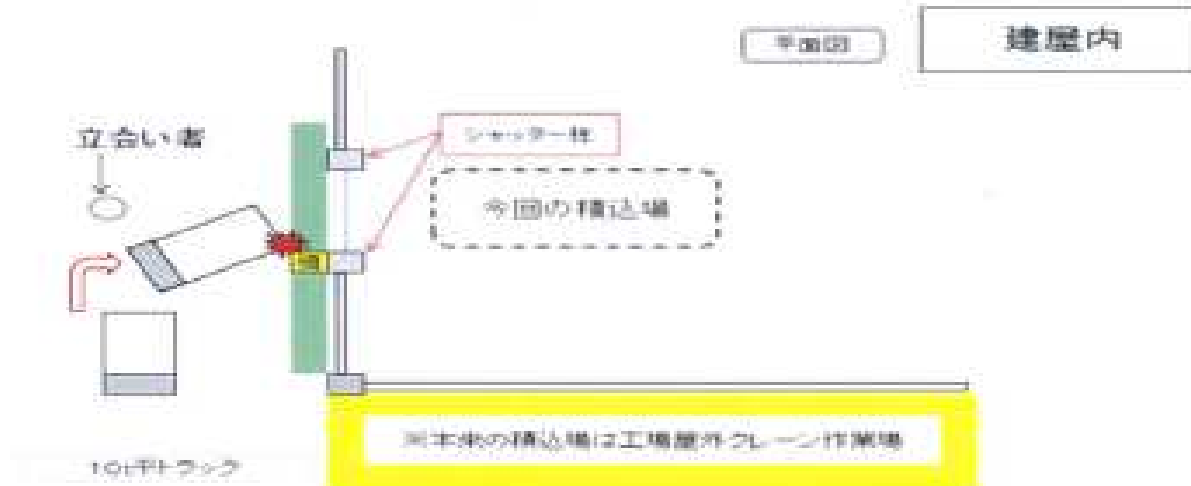 平面図
建屋内
立合い者
シャッター柱
今回の積込場
※本来の積込場は工場屋外クレーン作業場
10t平トラック